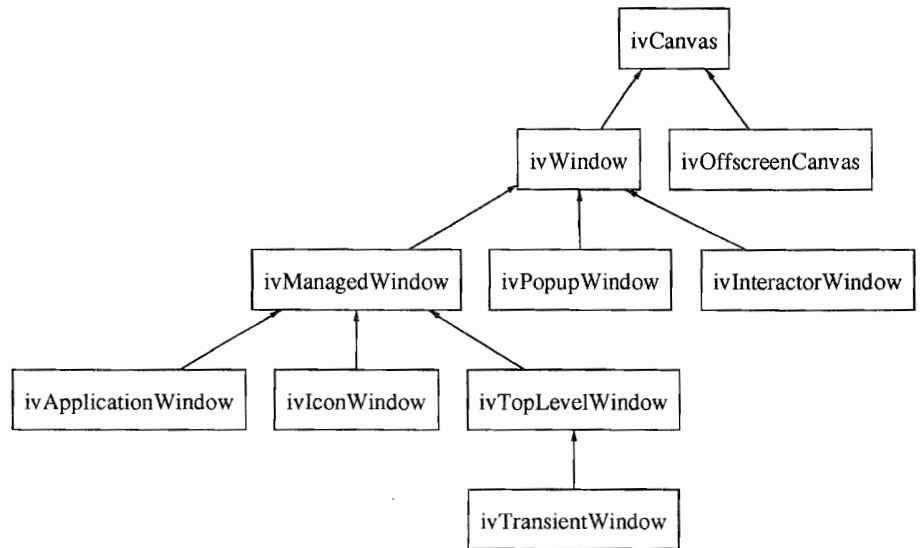 ivCanvas
ivWindow
ivOffscreenCanvas
ivManagedWindow
ivPopupWindow
ivInteractorWindow
ivApplicationWindow
ivIconWindow
ivTopLevelWindow
ivTransientWindow